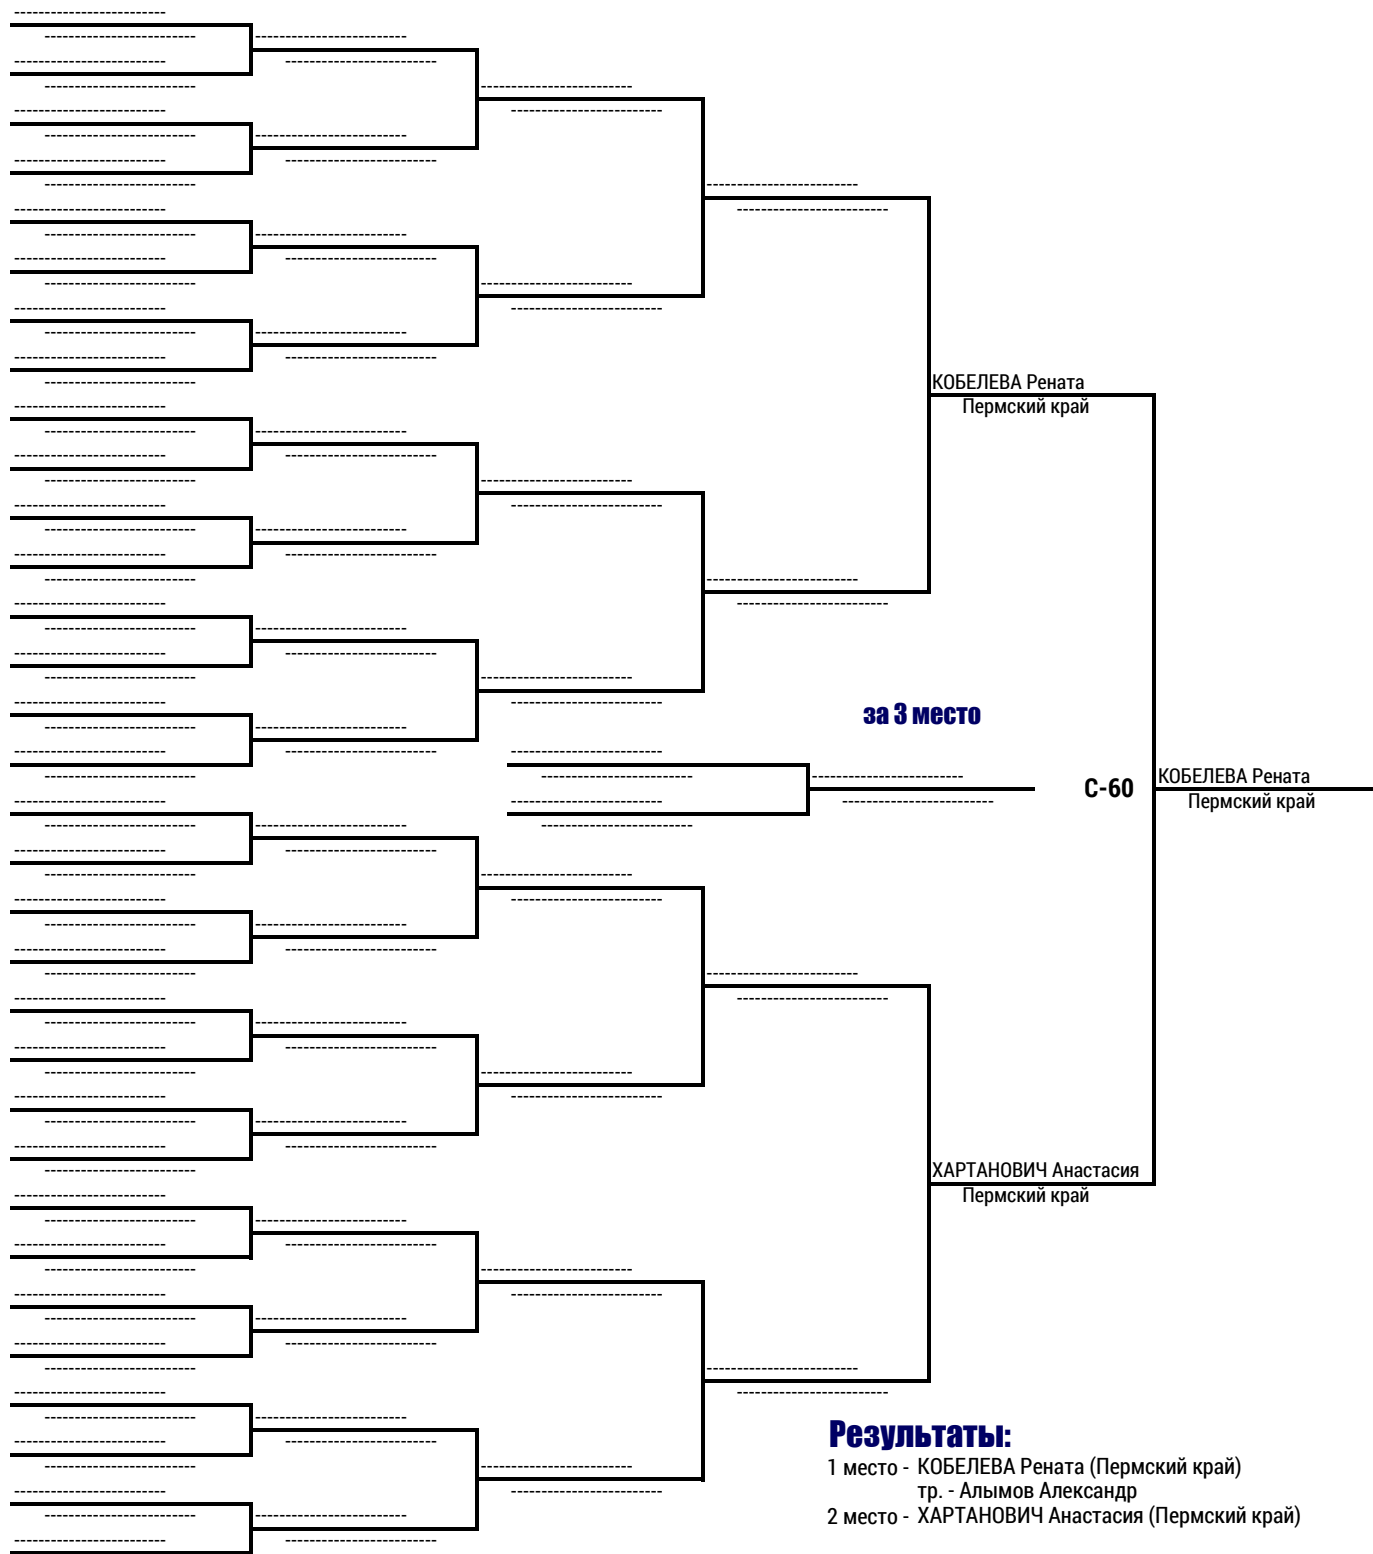 КОБЕЛЕВА Рената
Пермский край
за 3 место
С-60
КОБЕЛЕВА Рената
Пермский край
ХАРТАНОВИЧ Анастасия
Пермский край
Результаты:
1 место - КОБЕЛЕВА Рената (Пермский край)
тр. - Алымов Александр
2 место - ХАРТАНОВИЧ Анастасия (Пермский край)